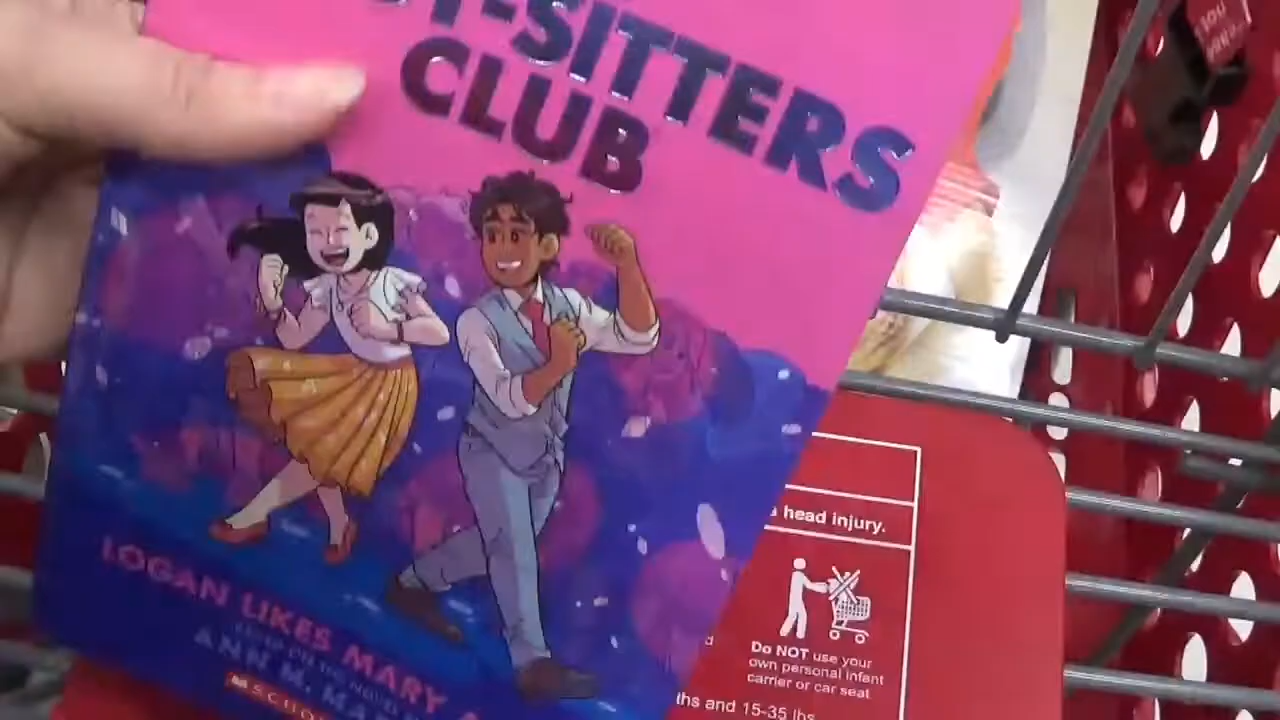 -SITTERS
CLUB
LOGAN LIKES MARY
ANN M.
a head injury.
Do NOT use your
own personal infant
carrier or car seat
ths and 15-35 lbs